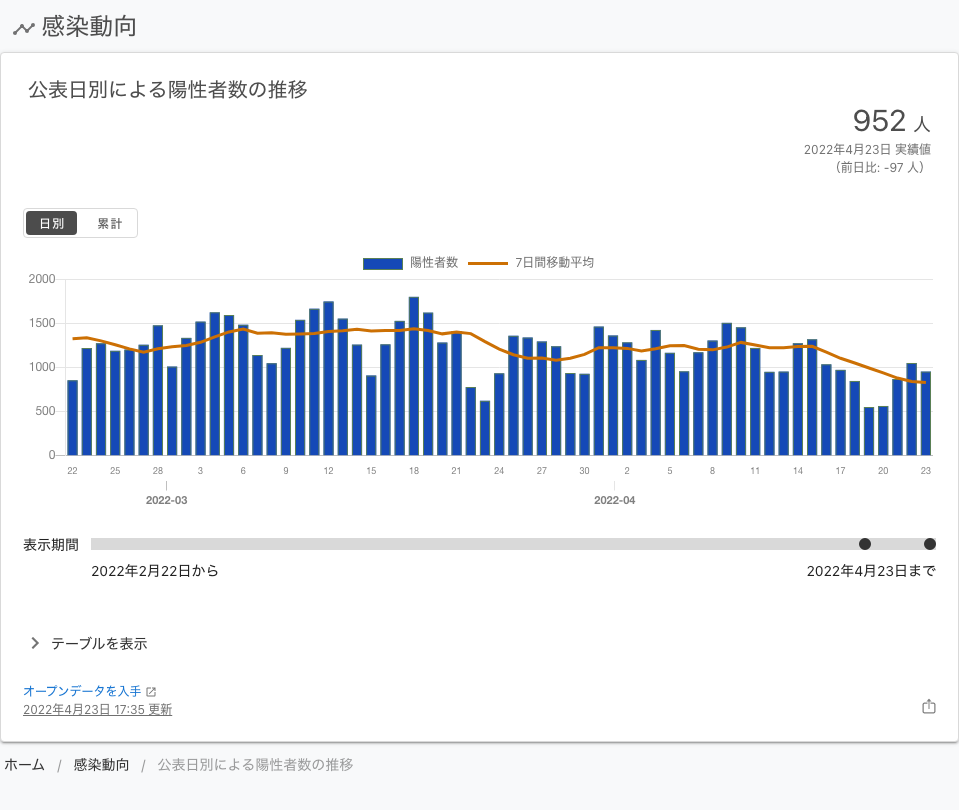 感染動向
公表日別による陽性者数の推移
952 人
2022年4月23日 実績値
（前日比: -97 人）
日別 累計
陽性者数 7日間移動平均
2000
1500
1000
500
0
22 25 28 3 6 9 12 15 18 21 24 27 30 2 5 8 11 14 17 20 23
2022-03 2022-04
表示期間
2022年2月22日から 2022年4月23日まで
テーブルを表示
オープンデータを入手
2022年4月23日 17:35 更新
ホーム / 感染動向 / 公表日別による陽性者数の推移